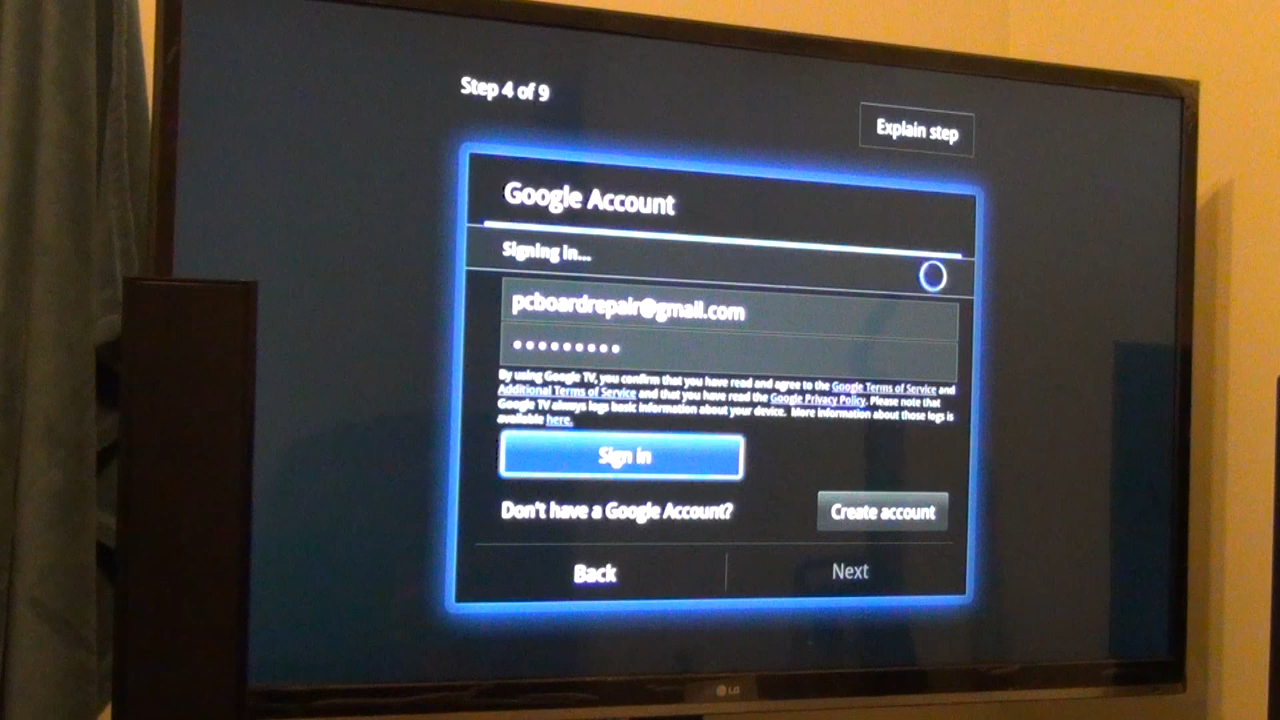 Step 4 of 9
Explain step
Google Account
Signing in...
pcboardrepair@gmail.com
By using Google TV, you confirm that you have read and agree to the Google Terms of Service and
Additional Terms of Service and that you have read the Google Privacy Policy. Please note that
Google TV always logs basic information about your device. More information about those logs is
available here.
Sign in
Don't have a Google Account?
Create account
Back
Next
LG